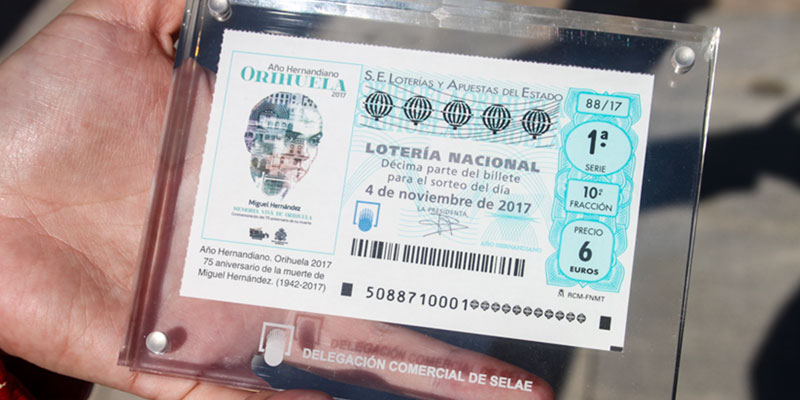 Año Hernandiano
ORIHUELA
2017
Miguel Hernández
MEMORIA VIVA DE ORIHUELA
Año Hernandiano. Orihuela 2017
75 aniversario de la muerte de
Miguel Hernández. (1942-2017)
S.E. LOTERÍAS Y APUESTAS DEL ESTADO
LOTERÍA NACIONAL
Décima parte del billete
para el sorteo del día
4 de noviembre de 2017
LA PRESIDENTA,
AÑO HERNANDIANO
5088710001
88/17
1ª
SERIE
10ª
FRACCIÓN
PRECIO
6
EUROS
RCM-FNMT
DELEGACIÓN COMERCIAL DE SELAE